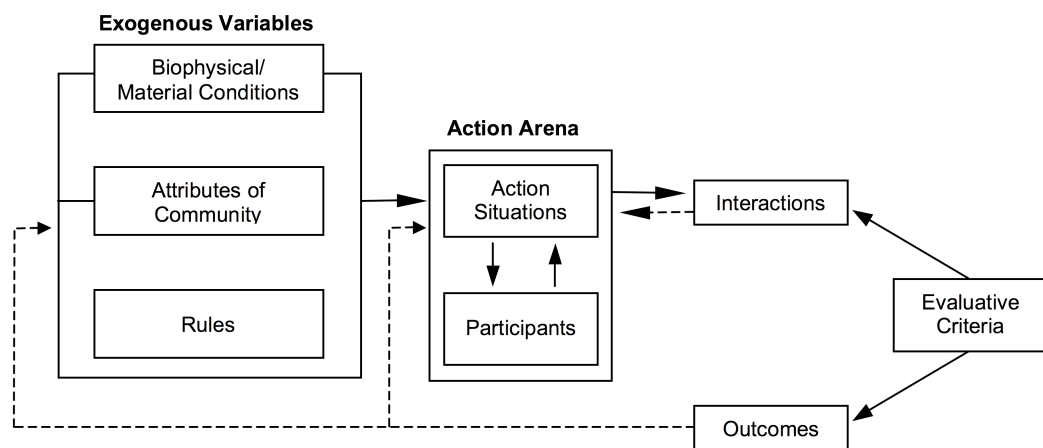 Exogenous Variables
Biophysical/
Material Conditions
Attributes of
Community
Rules
Action Arena
Action
Situations
Participants
Interactions
Evaluative
Criteria
Outcomes